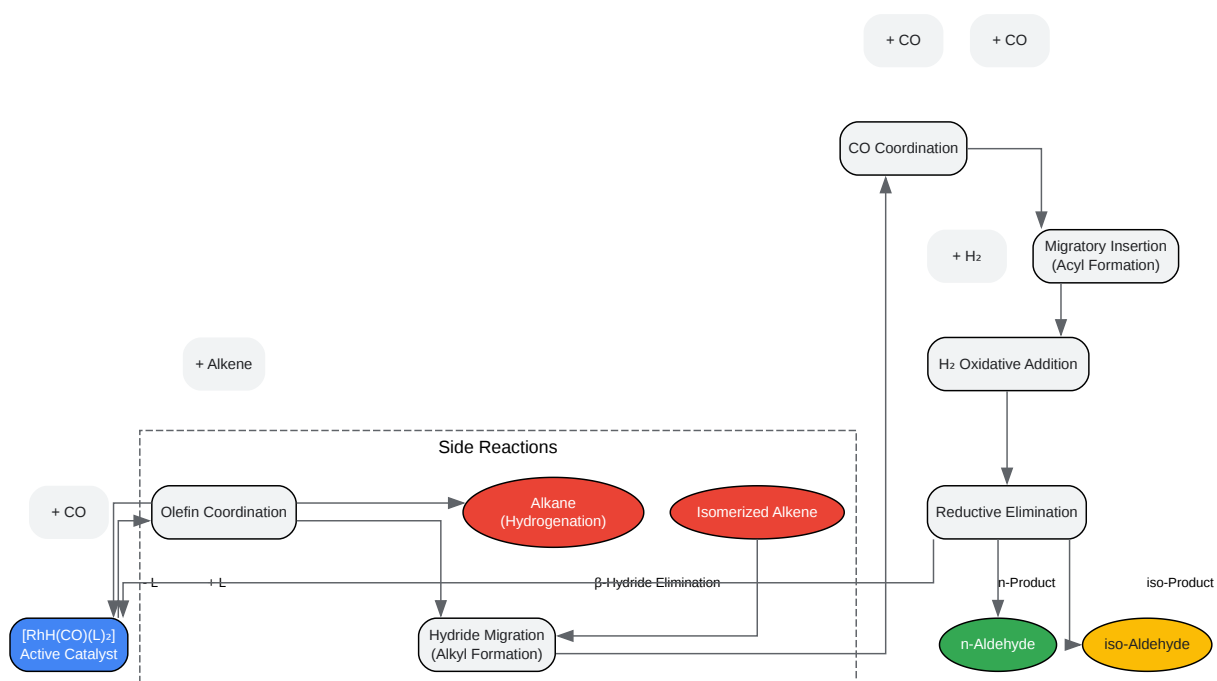 + CO
+ CO
CO Coordination
Migratory Insertion
(Acyl Formation)
+ H₂
H₂ Oxidative Addition
+ Alkene
Side Reactions
+ CO
Olefin Coordination
Alkane
(Hydrogenation)
Isomerized Alkene
Reductive Elimination
- L
+ L
β-Hydride Elimination
n-Product
iso-Product
[RhH(CO)(L)₂]
Active Catalyst
Hydride Migration
(Alkyl Formation)
n-Aldehyde
iso-Aldehyde